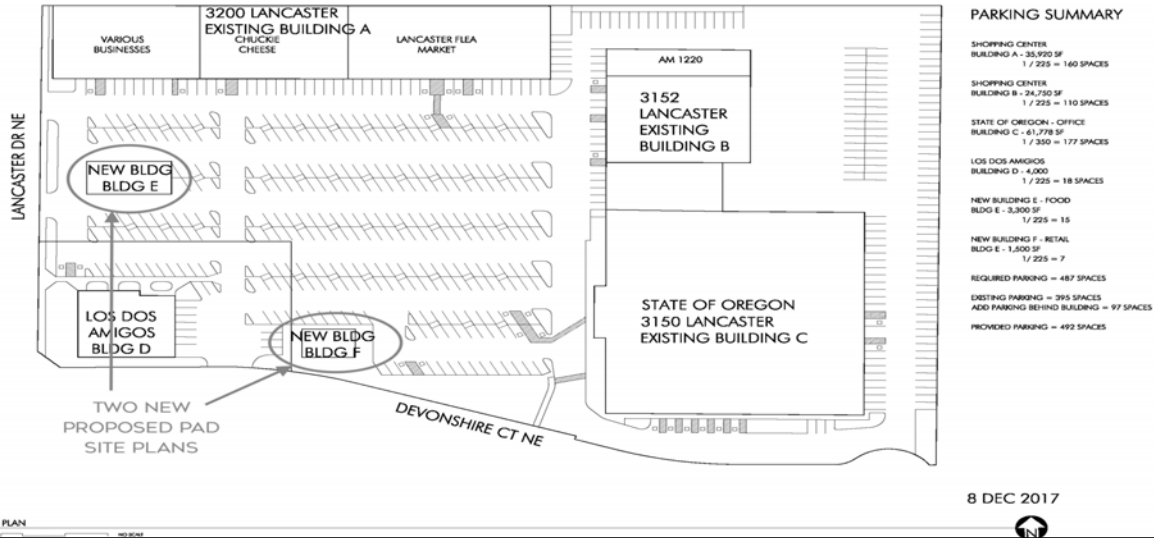 3200 LANCASTER
EXISTING BUILDING A
VARIOUS
BUSINESSES
CHUCKIE
CHEESE
LANCASTER FLEA
MARKET
AM 1220
3152
LANCASTER
EXISTING
BUILDING B
LANCASTER DR NE
NEW BLDG
BLDG E
LOS DOS
AMIGOS
BLDG D
NEW BLDG
BLDG F
STATE OF OREGON
3150 LANCASTER
EXISTING BUILDING C
TWO NEW
PROPOSED PAD
SITE PLANS
DEVONSHIRE CT NE
PARKING SUMMARY
SHOPPING CENTER
BUILDING A - 35,920 SF
1 / 225 = 160 SPACES
SHOPPING CENTER
BUILDING B - 24,750 SF
1 / 225 = 110 SPACES
STATE OF OREGON - OFFICE
BUILDING C - 61,778 SF
1 / 350 = 177 SPACES
LOS DOS AMIGIOS
BUILDING D - 4,000
1 / 225 = 18 SPACES
NEW BUILDING E - FOOD
BLDG E - 3,300 SF
1/ 225 = 15
NEW BUILDING F - RETAIL
BLDG E - 1,500 SF
1/225 = 7
REQUIRED PARKING = 487 SPACES
EXISTING PARKING = 395 SPACES
ADD PARKING BEHIND BUILDING = 97 SPACES
PROVIDED PARKING = 492 SPACES
8 DEC 2017
PLAN
NO SCALE
N